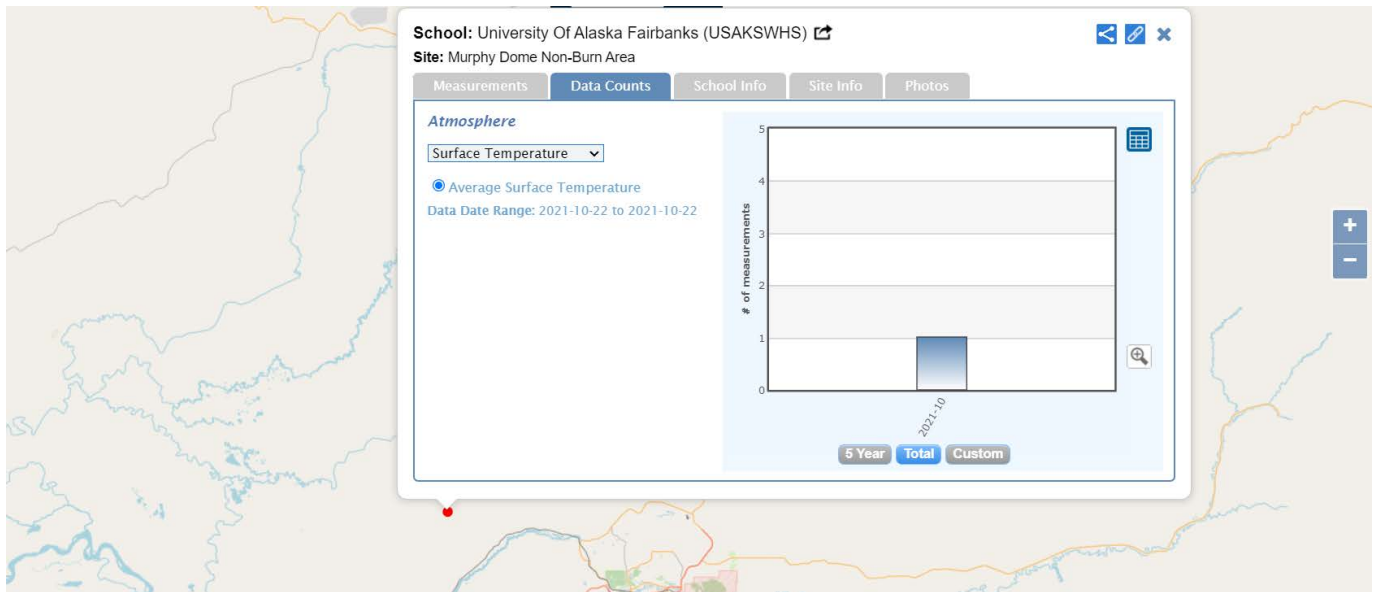 School: University Of Alaska Fairbanks (USAKSWHS)
Site: Murphy Dome Non-Burn Area
Measurements Data Counts School Info Site Info Photos
Atmosphere
Surface Temperature
Average Surface Temperature
Data Date Range: 2021-10-22 to 2021-10-22
# of measurements
5
4
3
2
1
0
2021-10
5 Year Total Custom
+
−